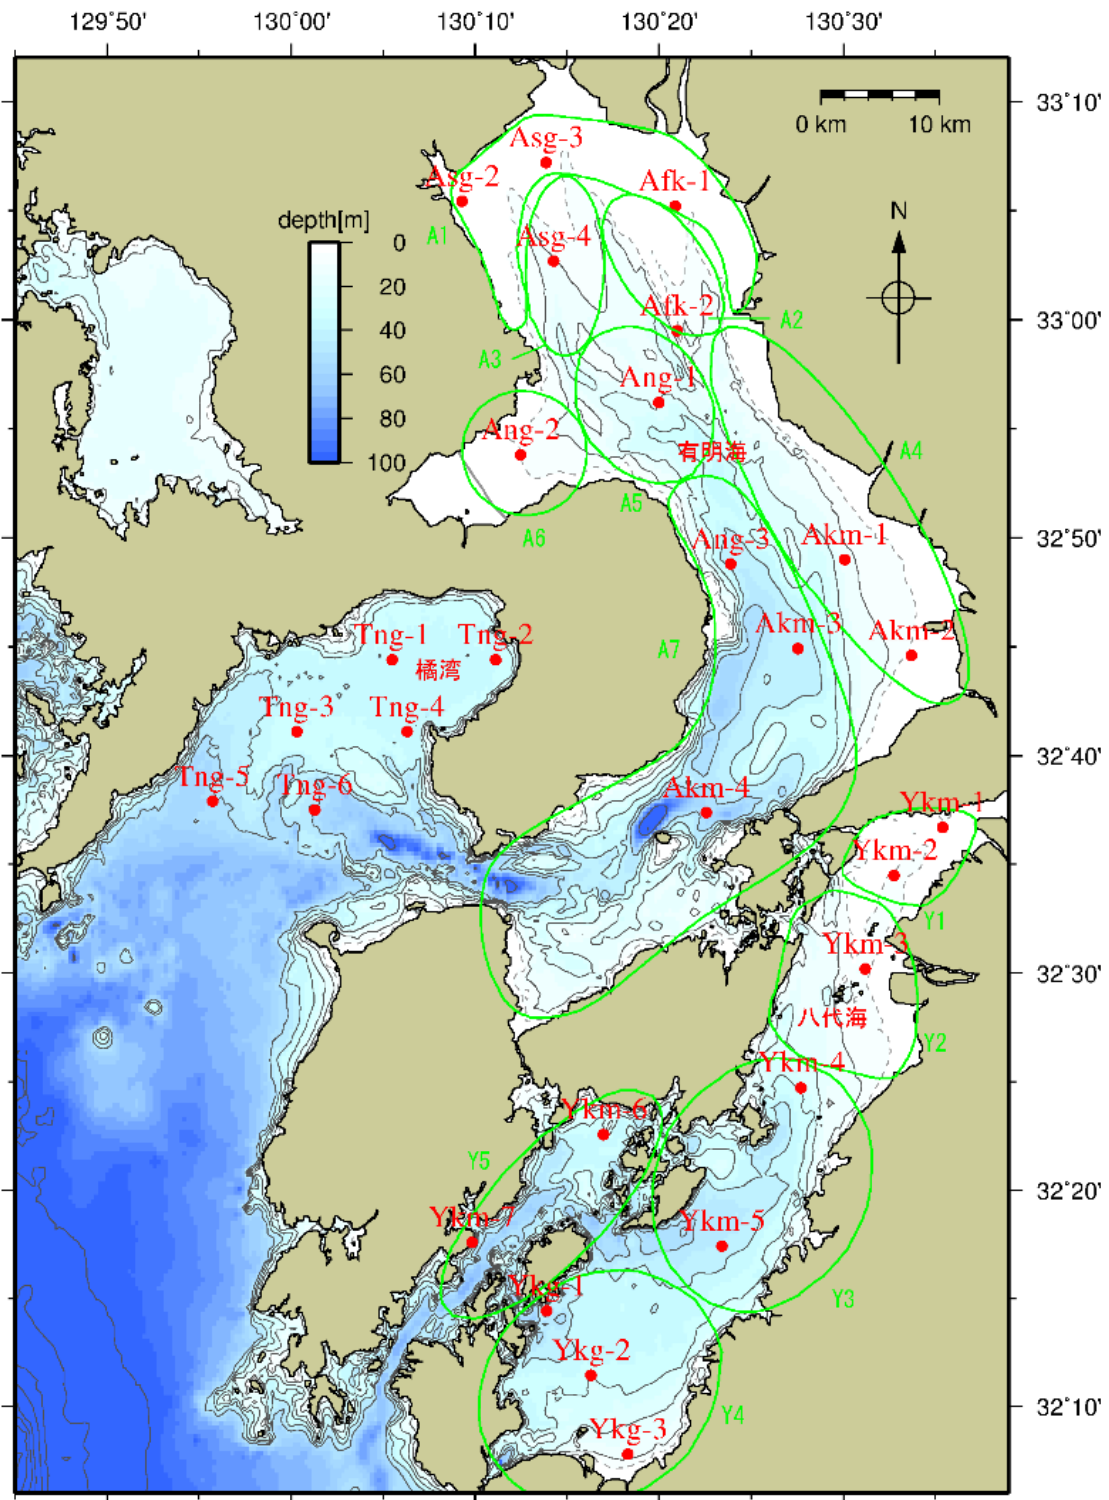 129°50' 130°00' 130°10' 130°20' 130°30'
33°10'
0 km 10 km
Asg-3
Asg-2
Afk-1
N
depth[m]
A1
Asg-4
0
20
40
60
80
100
Afk-2
A2
33°00'
A3
Ang-1
Ang-2
有明海
A4
A5
A6
Ang-3
Akm-1
32°50'
Tng-1
Tng-2
Akm-3
Akm-2
橘湾
A7
Tng-3
Tng-4
32°40'
Tng-5
Tng-6
Akm-4
Ykm-1
Ykm-2
Y1
Ykm-3
32°30'
八代海
Y2
Ykm-4
Ykm-6
Y5
32°20'
Ykm-7
Ykm-5
Ykg-1
Y3
Ykg-2
Y4
32°10'
Ykg-3